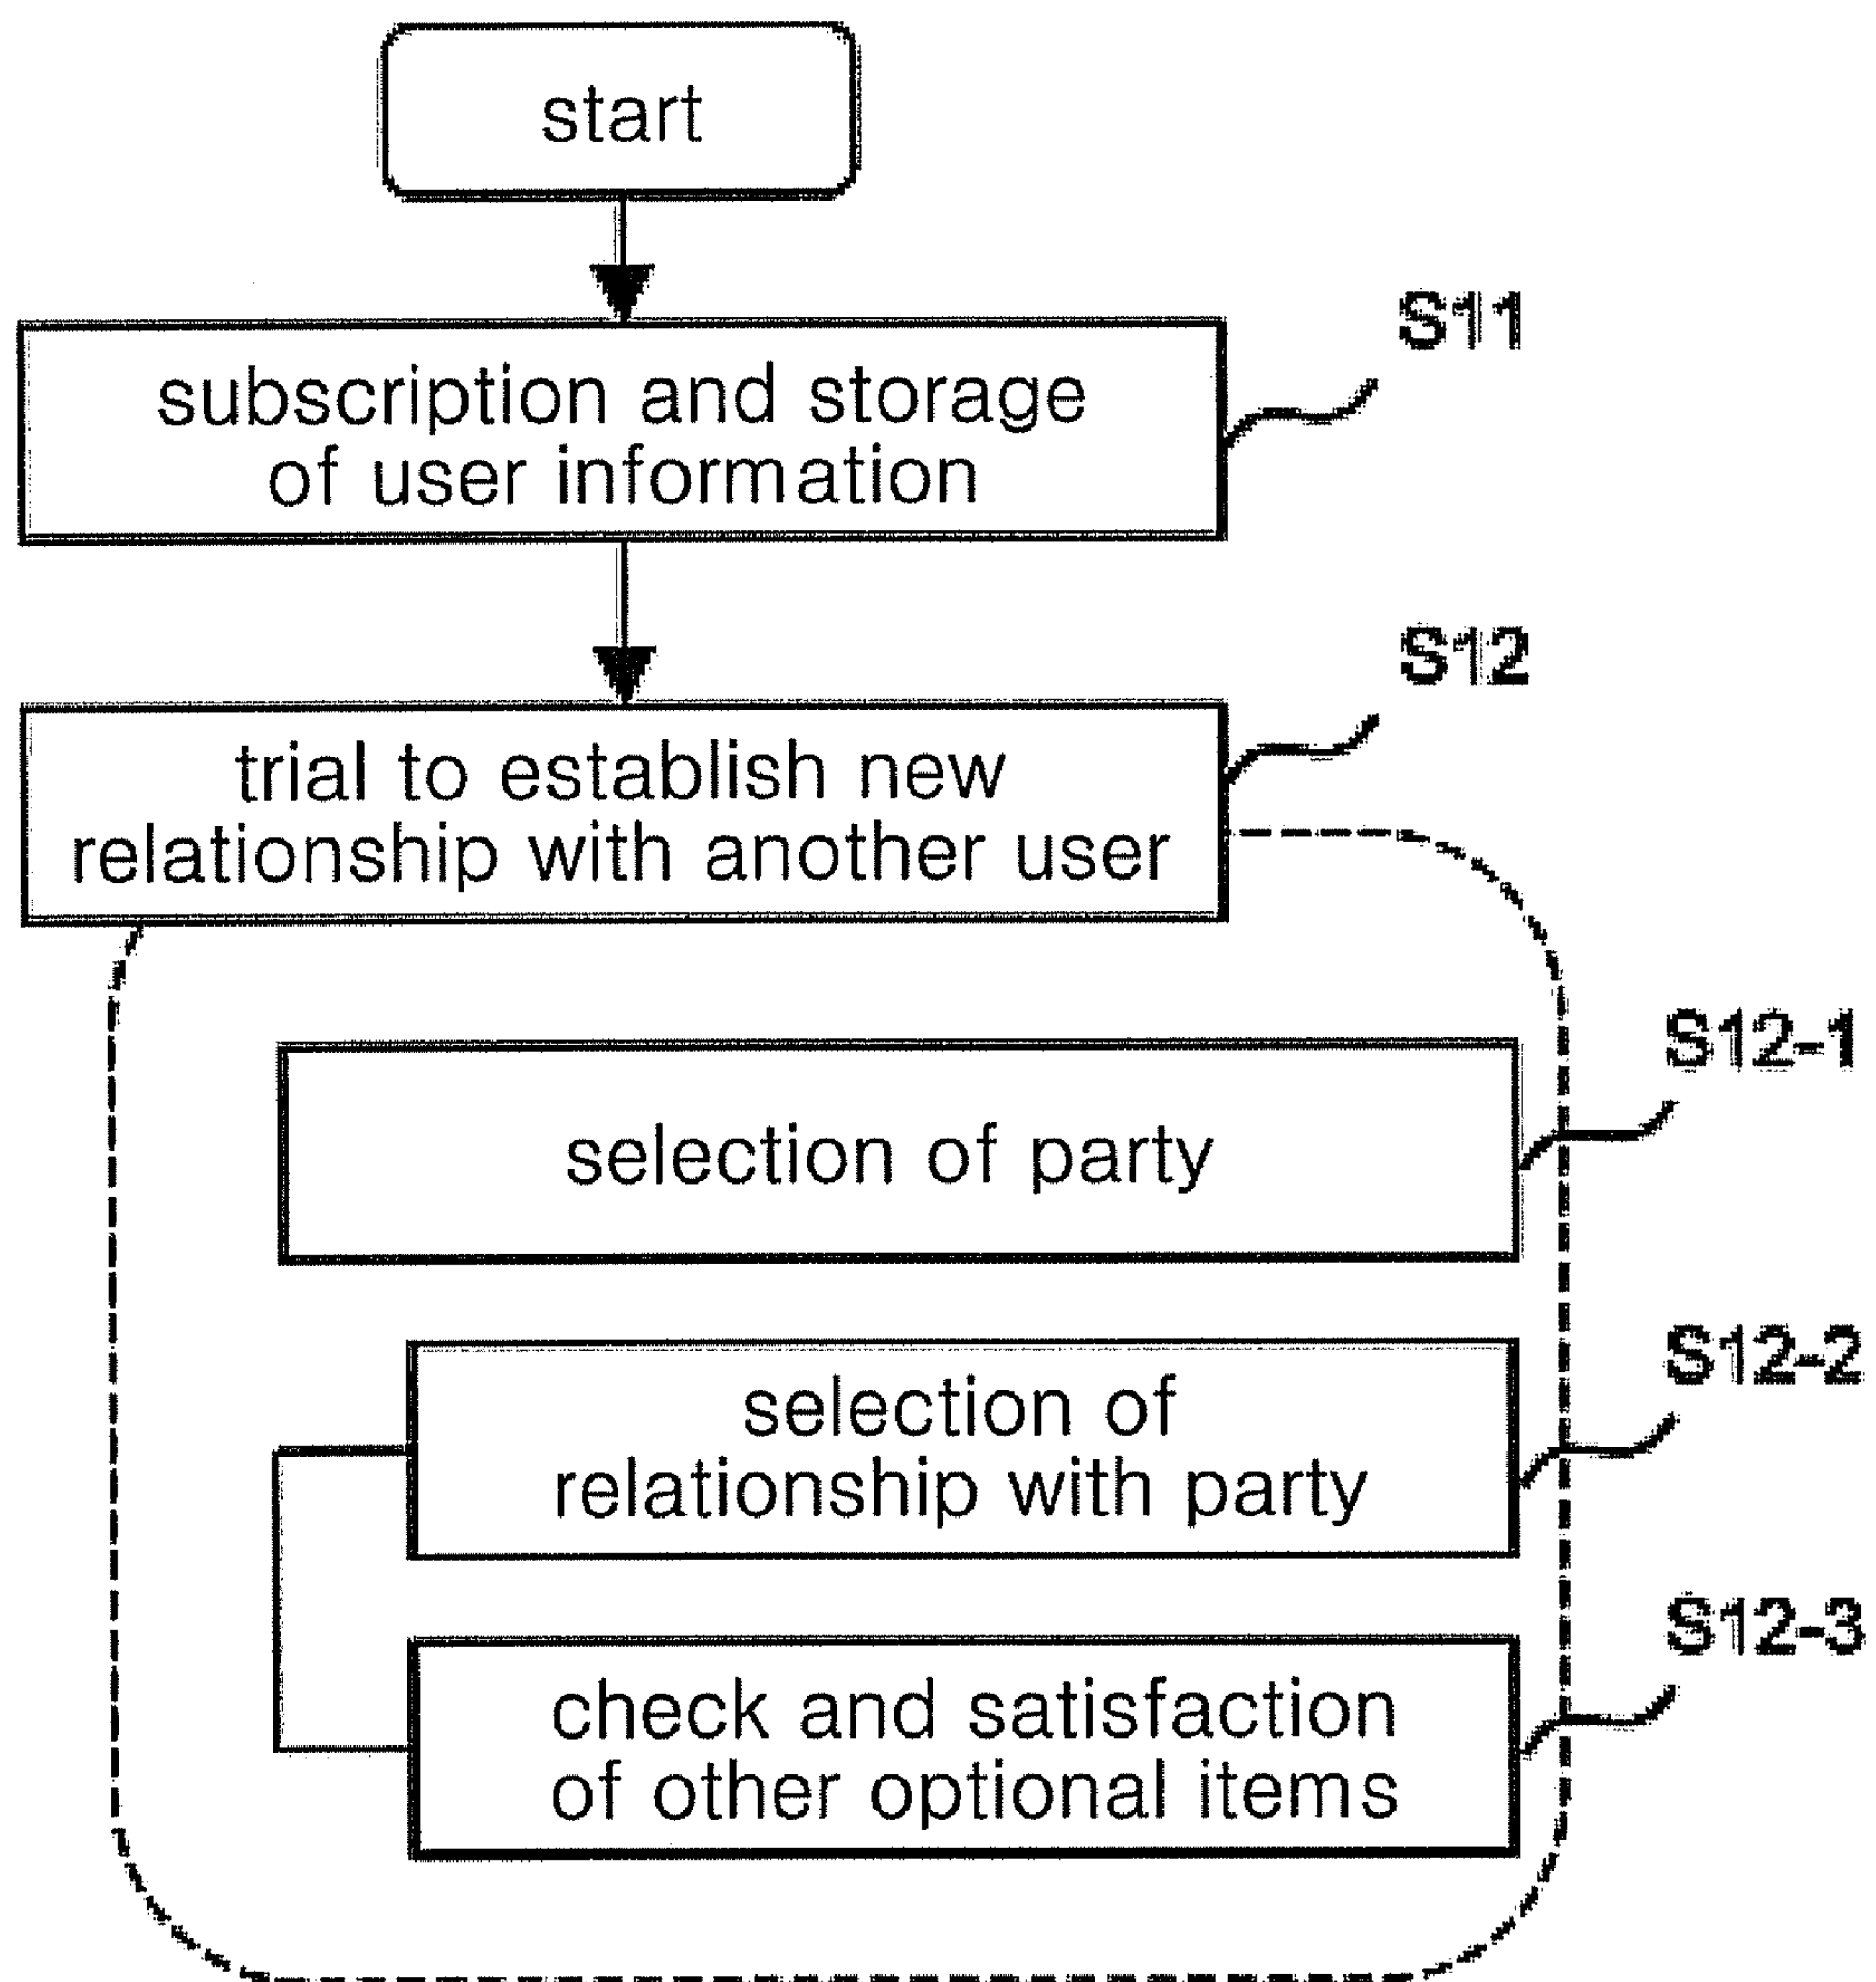 start
S11
subscription and storage
of user information
S12
trial to establish new
relationship with another user
S12-1
selection of party
S12-2
selection of
relationship with party
S12-3
check and satisfaction
of other optional items